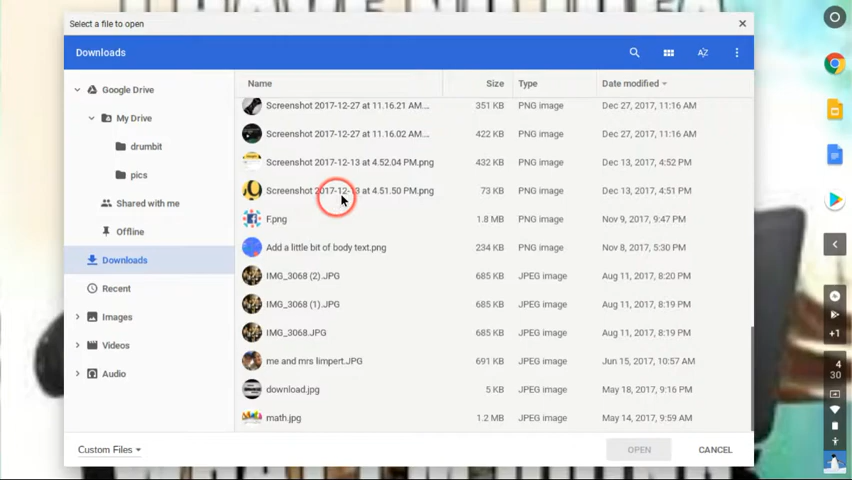 Select a file to open
Downloads
Name Size Type Date modified
Google Drive
My Drive
drumbit
pics
Shared with me
Offline
Downloads
Recent
Images
Videos
Audio
Screenshot 2017-12-27 at 11.16.21 AM... 351 KB PNG image Dec 27, 2017, 11:16 AM
Screenshot 2017-12-27 at 11.16.02 AM... 422 KB PNG image Dec 27, 2017, 11:16 AM
Screenshot 2017-12-13 at 4.52.04 PM.png 432 KB PNG image Dec 13, 2017, 4:52 PM
Screenshot 2017-12-13 at 4.51.50 PM.png 73 KB PNG image Dec 13, 2017, 4:51 PM
F.png 1.8 MB PNG image Nov 9, 2017, 9:47 PM
Add a little bit of body text.png 234 KB PNG image Nov 8, 2017, 5:30 PM
IMG_3068 (2).JPG 685 KB JPEG image Aug 11, 2017, 8:20 PM
IMG_3068 (1).JPG 685 KB JPEG image Aug 11, 2017, 8:19 PM
IMG_3068.JPG 685 KB JPEG image Aug 11, 2017, 8:19 PM
me and mrs limpert.JPG 691 KB JPEG image Jun 15, 2017, 10:57 AM
download.jpg 5 KB JPEG image May 18, 2017, 9:16 PM
math.jpg 1.2 MB JPEG image May 14, 2017, 9:59 AM
Custom Files OPEN CANCEL
+1
4
30